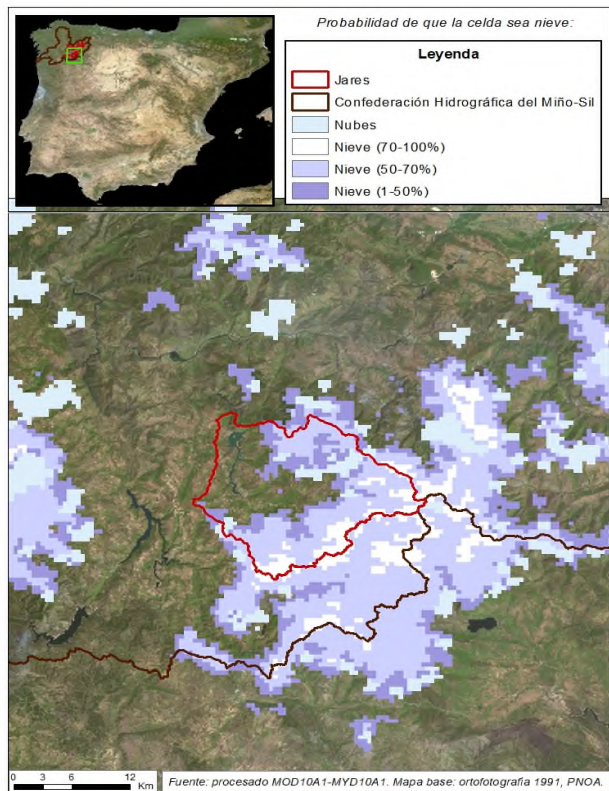 Probabilidad de que la celda sea nieve:
Leyenda
Jares
Confederación Hidrográfica del Miño-Sil
Nubes
Nieve (70-100%)
Nieve (50-70%)
Nieve (1-50%)
0 3 6 12
Km
Fuente: procesado MOD10A1-MYD10A1. Mapa base: ortofotografía 1991, PNOA.